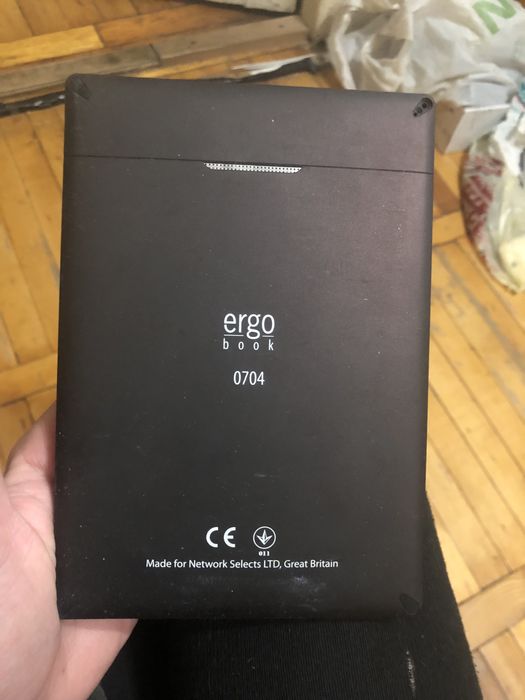 ergo
book
0704
CE
011
Made for Network Selects LTD, Great Britain
N